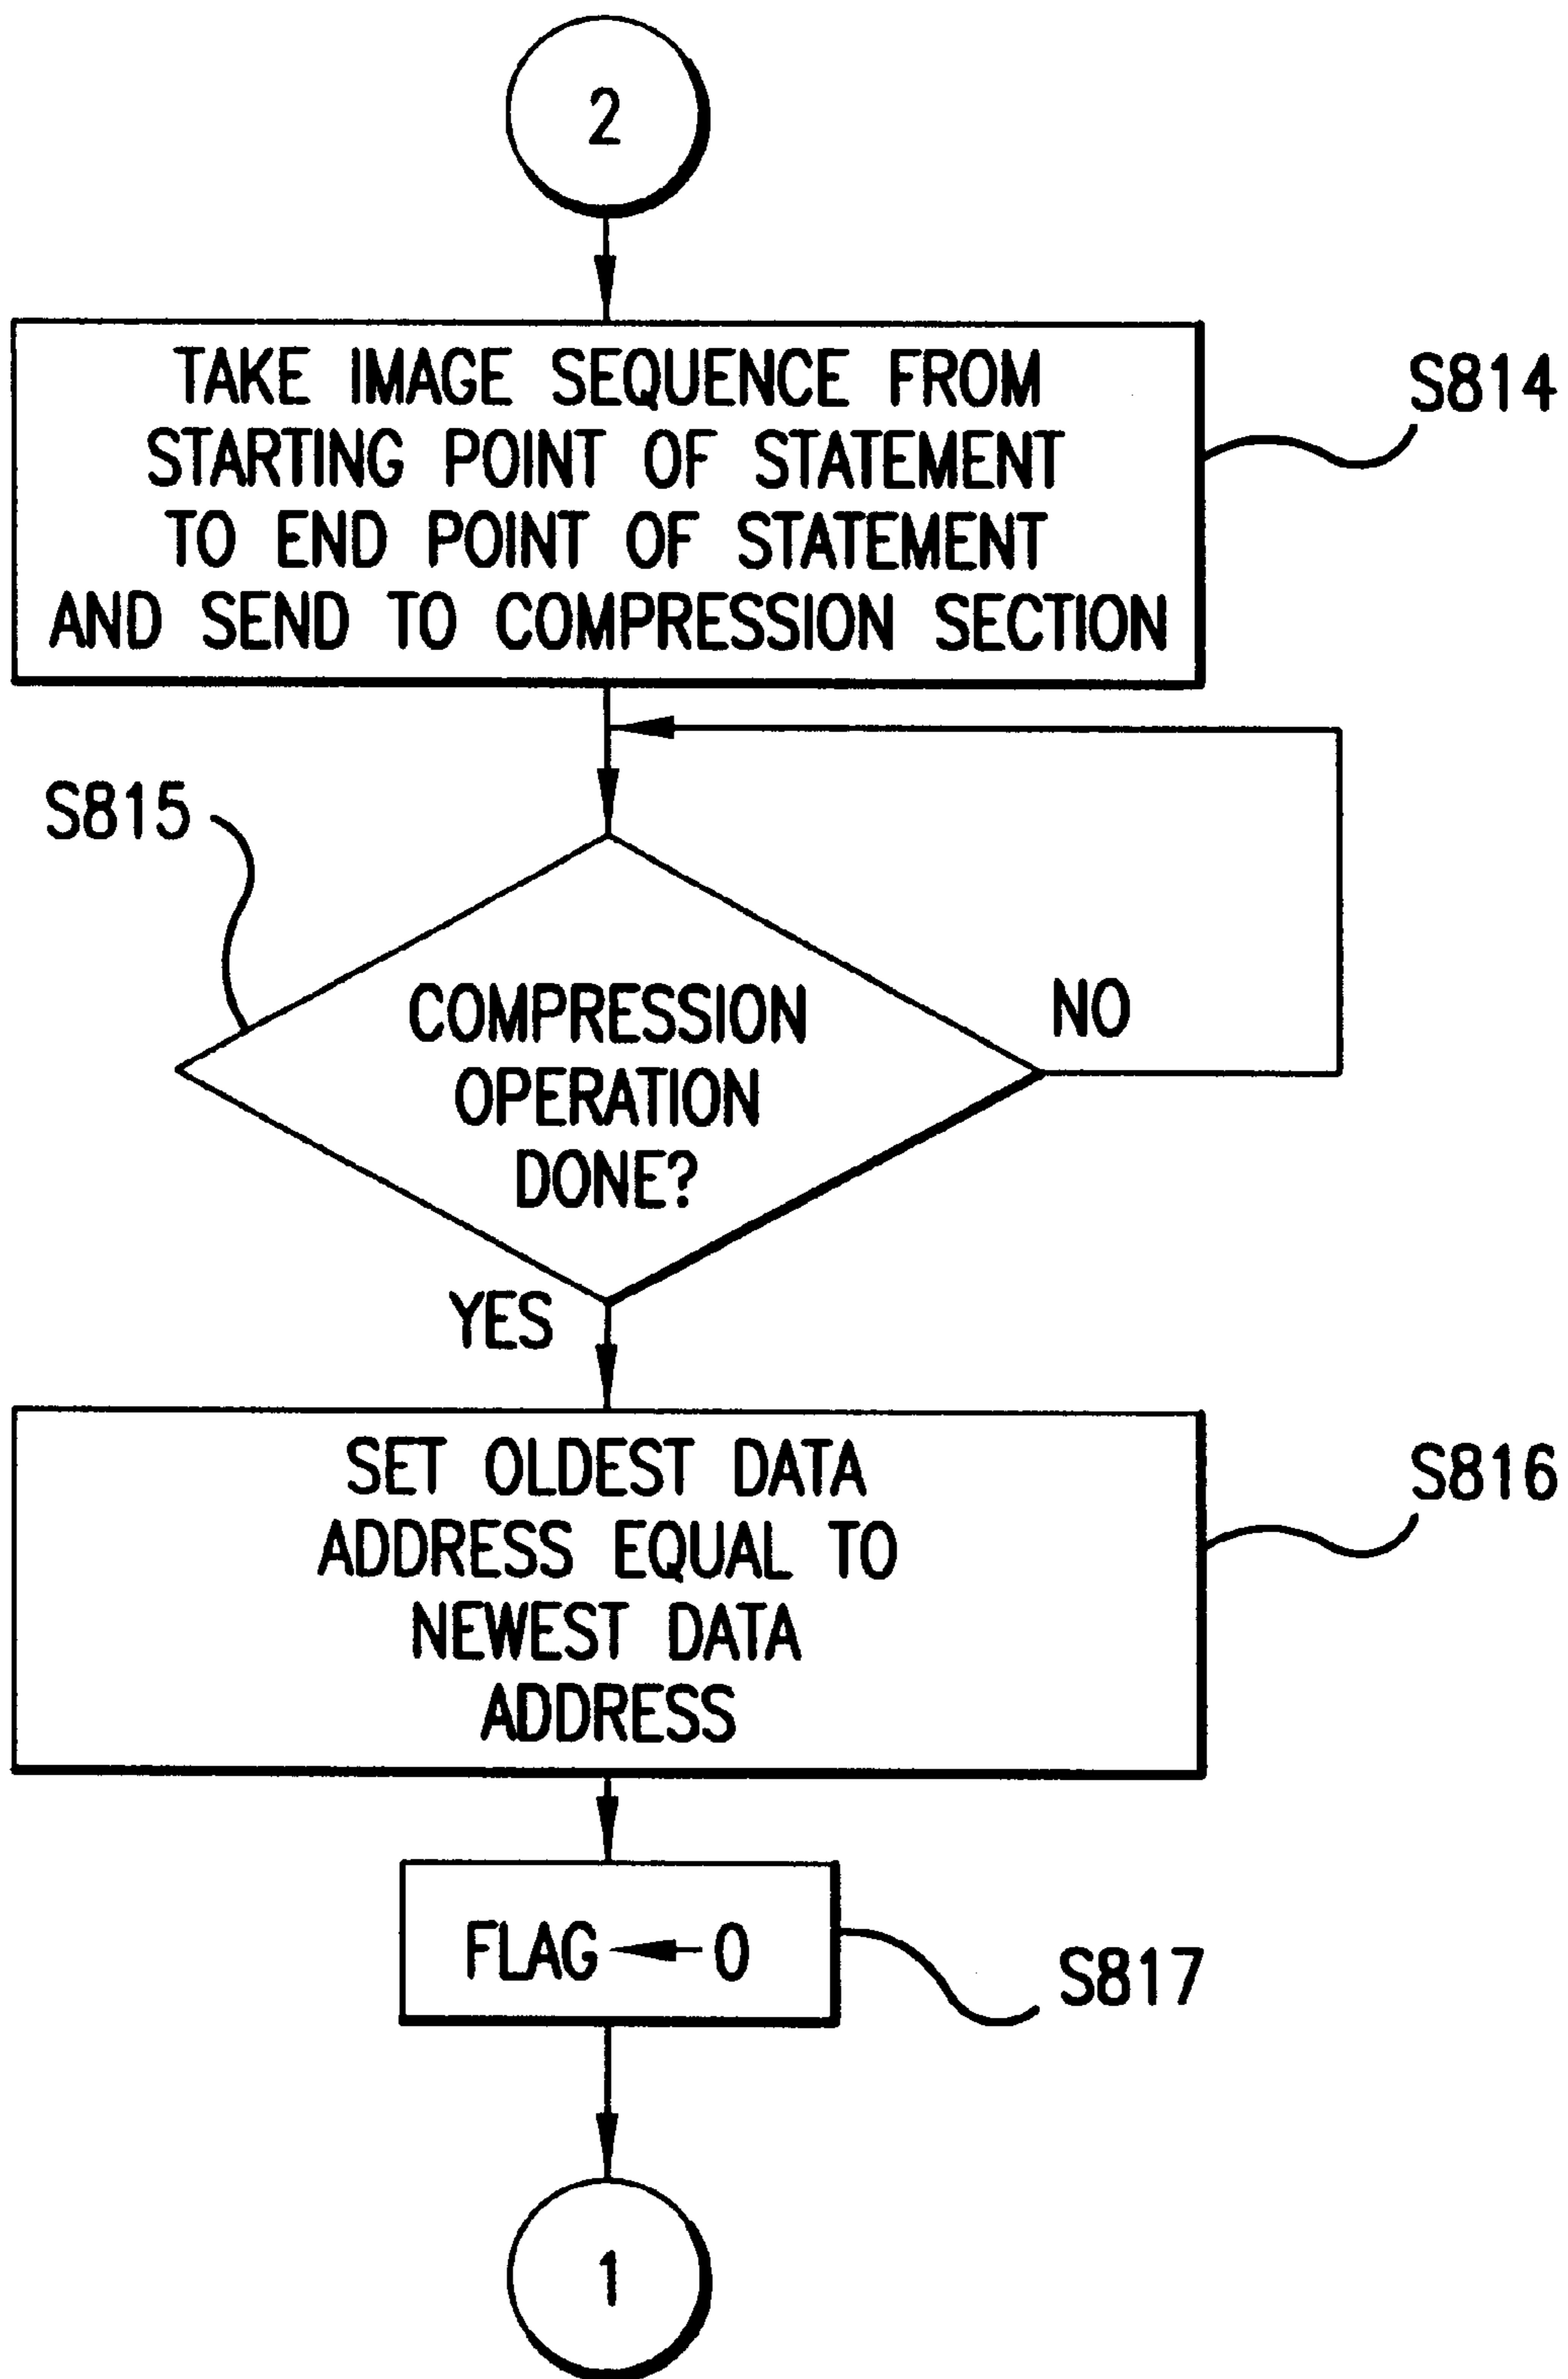 2
TAKE IMAGE SEQUENCE FROM
STARTING POINT OF STATEMENT
TO END POINT OF STATEMENT
AND SEND TO COMPRESSION SECTION
S814
S815
COMPRESSION
OPERATION
DONE?
NO
YES
SET OLDEST DATA
ADDRESS EQUAL TO
NEWEST DATA
ADDRESS
S816
FLAG ← 0
S817
1